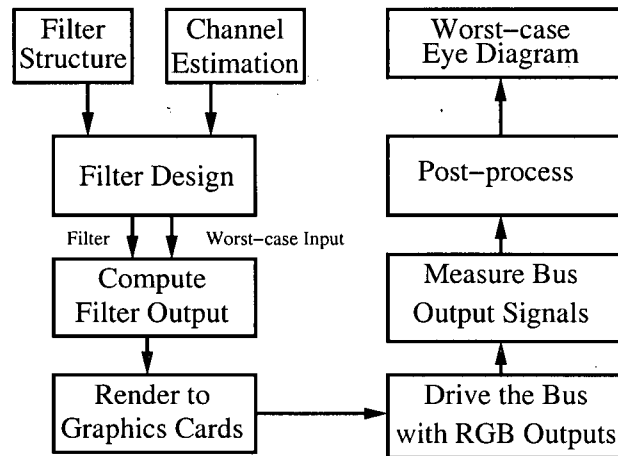 Filter
Structure
Channel
Estimation
Filter Design
Filter
Worst-case Input
Compute
Filter Output
Render to
Graphics Cards
Drive the Bus
with RGB Outputs
Measure Bus
Output Signals
Post-process
Worst-case
Eye Diagram